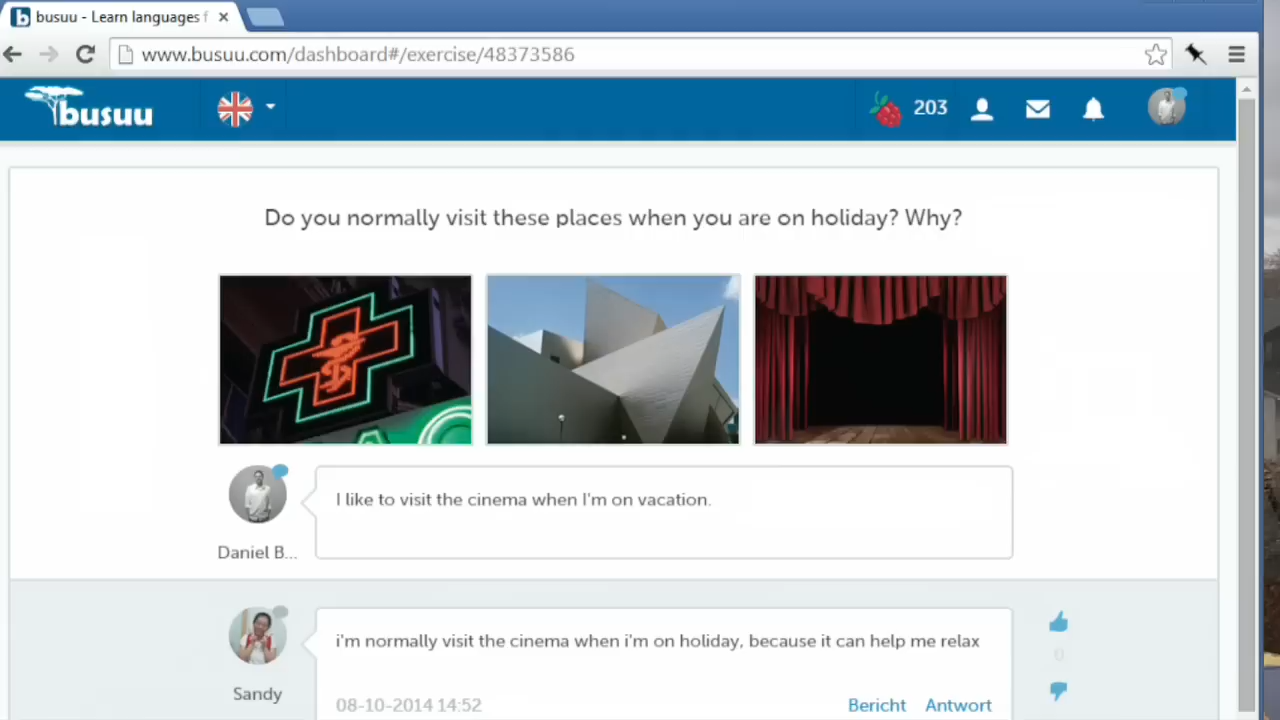 busuu - Learn languages f
www.busuu.com/dashboard#/exercise/48373586
busuu
203
Do you normally visit these places when you are on holiday? Why?
I like to visit the cinema when I'm on vacation.
Daniel B...
i'm normally visit the cinema when i'm on holiday, because it can help me relax
0
Sandy
08-10-2014 14:52
Bericht Antwort